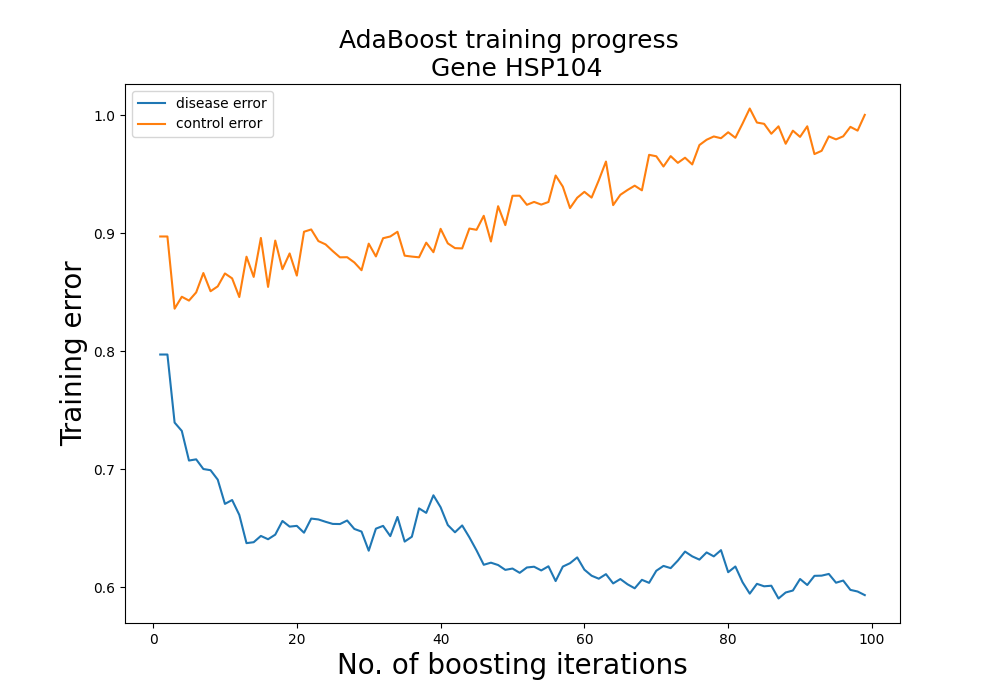 AdaBoost training progress
Gene HSP104
disease error
control error
1.0
0.9
0.8
0.7
0.6
Training error
0 20 40 60 80 100
No. of boosting iterations